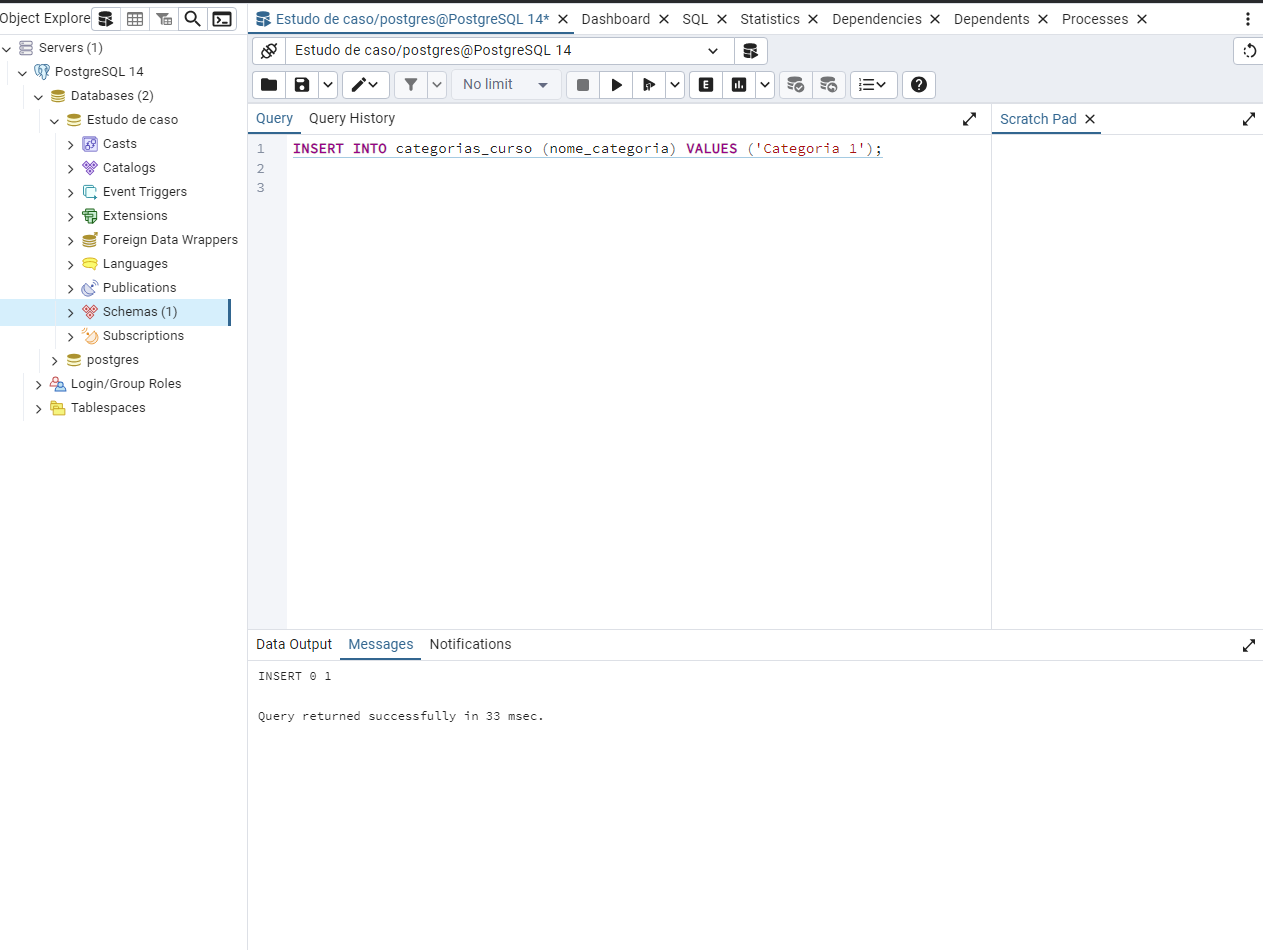 Object Explore
Estudo de caso/postgres@PostgreSQL 14*
Dashboard
SQL
Statistics
Dependencies
Dependents
Processes
Servers (1)
PostgreSQL 14
Databases (2)
Estudo de caso
Casts
Catalogs
Event Triggers
Extensions
Foreign Data Wrappers
Languages
Publications
Schemas (1)
Subscriptions
postgres
Login/Group Roles
Tablespaces
Estudo de caso/postgres@PostgreSQL 14
No limit
E
Query
Query History
Scratch Pad
1 INSERT INTO categorias_curso (nome_categoria) VALUES ('Categoria 1');
2
3
Data Output
Messages
Notifications
INSERT 0 1
Query returned successfully in 33 msec.